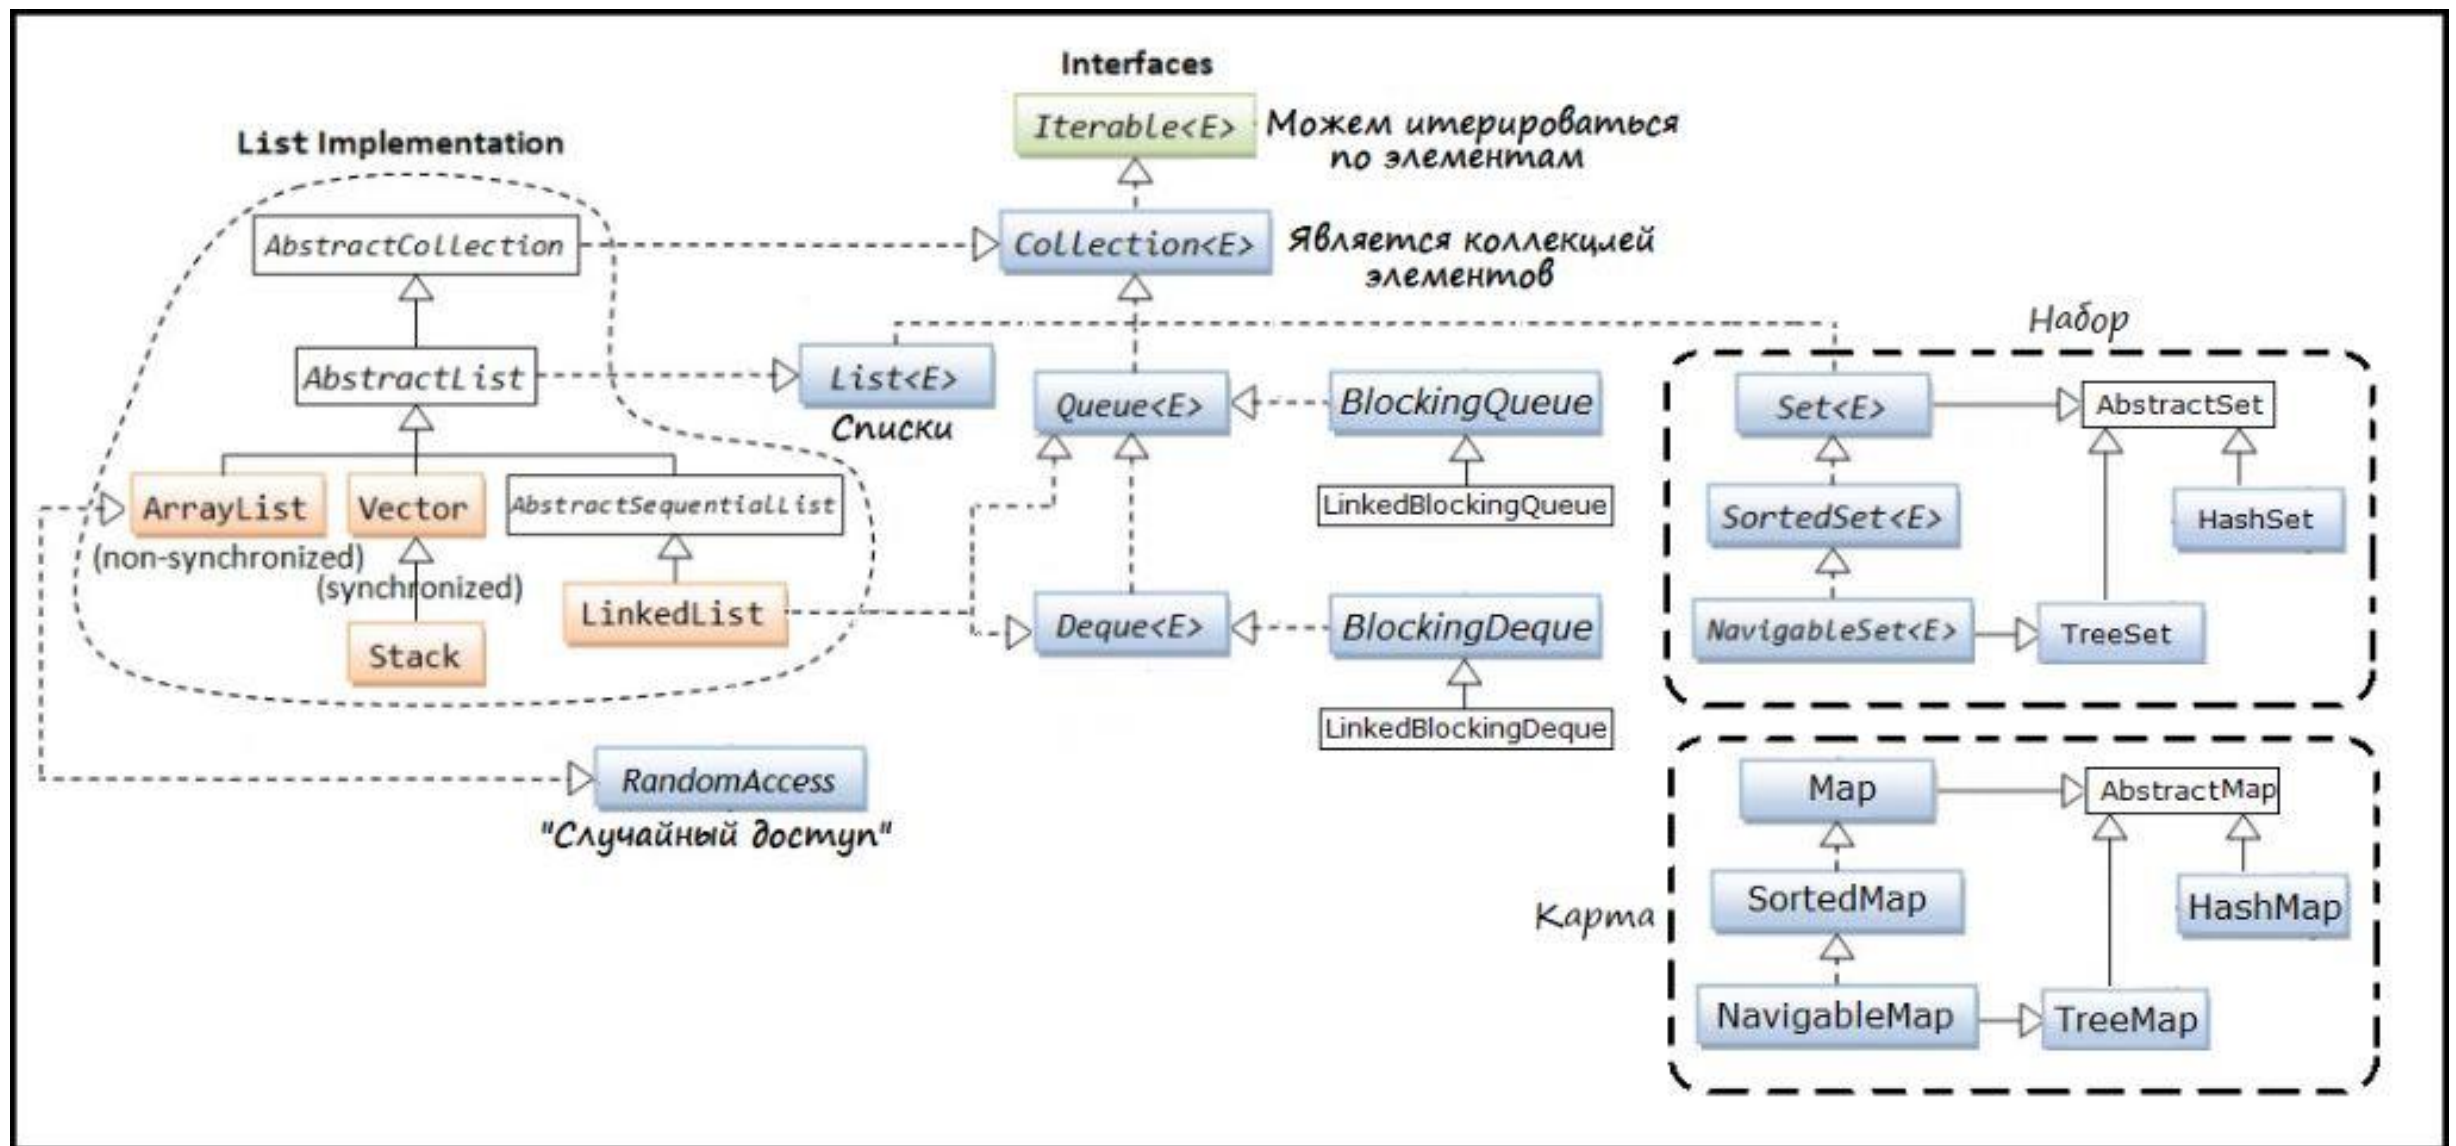 Interfaces
Iterable<E>
Можем итерироваться
по элементам
List Implementation
AbstractCollection
Collection<E>
Является коллекцией
элементов
AbstractList
List<E>
Списки
Queue<E>
BlockingQueue
LinkedBlockingQueue
ArrayList
(non-synchronized)
Vector
(synchronized)
AbstractSequentialList
Stack
LinkedList
Deque<E>
BlockingDeque
LinkedBlockingDeque
RandomAccess
"Случайный доступ"
Набор
Set<E>
AbstractSet
SortedSet<E>
HashSet
NavigableSet<E>
TreeSet
Карта
Map
AbstractMap
SortedMap
HashMap
NavigableMap
TreeMap